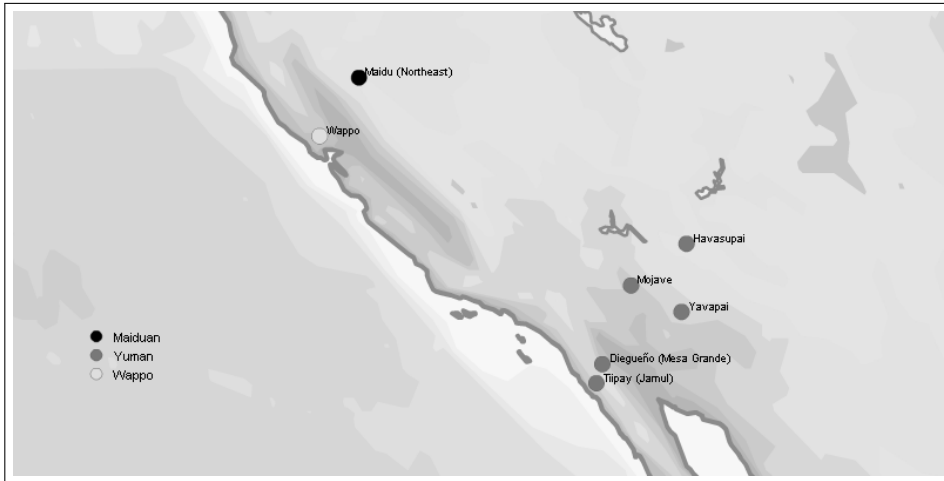 Maidu (Northeast)
Wappo
Havasupai
Mojave
Yavapai
Diegueño (Mesa Grande)
Tiipay (Jamul)
Maiduan
Yuman
Wappo